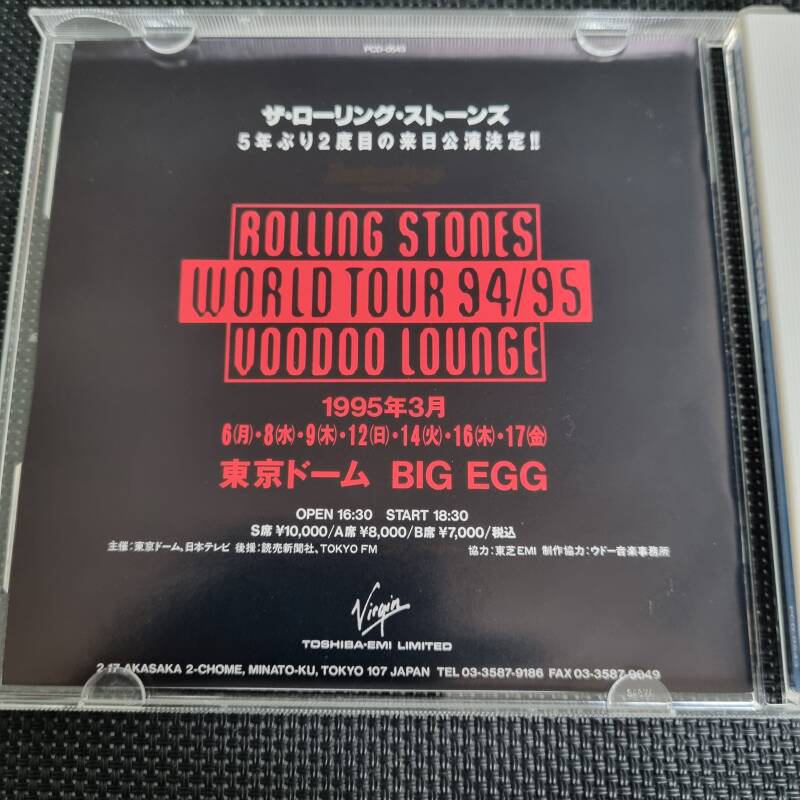 PCD-0543
ザ・ローリング・ストーンズ
5年ぶり2度目の来日公演決定!!
ROLLING STONES
WORLD TOUR 94/95
VOODOO LOUNGE
1995年3月
6(月)・8(水)・9(木)・12(日)・14(火)・16(木)・17(金)
東京ドーム BIG EGG
OPEN 16:30 START 18:30
S席 ¥10,000/A席 ¥8,000/B席 ¥7,000/税込
主催:東京ドーム、日本テレビ 後援:読売新聞社、TOKYO FM 協力:東芝EMI 制作協力:ウドー音楽事務所
Virgin
TOSHIBA-EMI LIMITED
2-17 AKASAKA 2-CHOME, MINATO-KU, TOKYO 107 JAPAN TEL 03-3587-9186 FAX 03-3587-9049